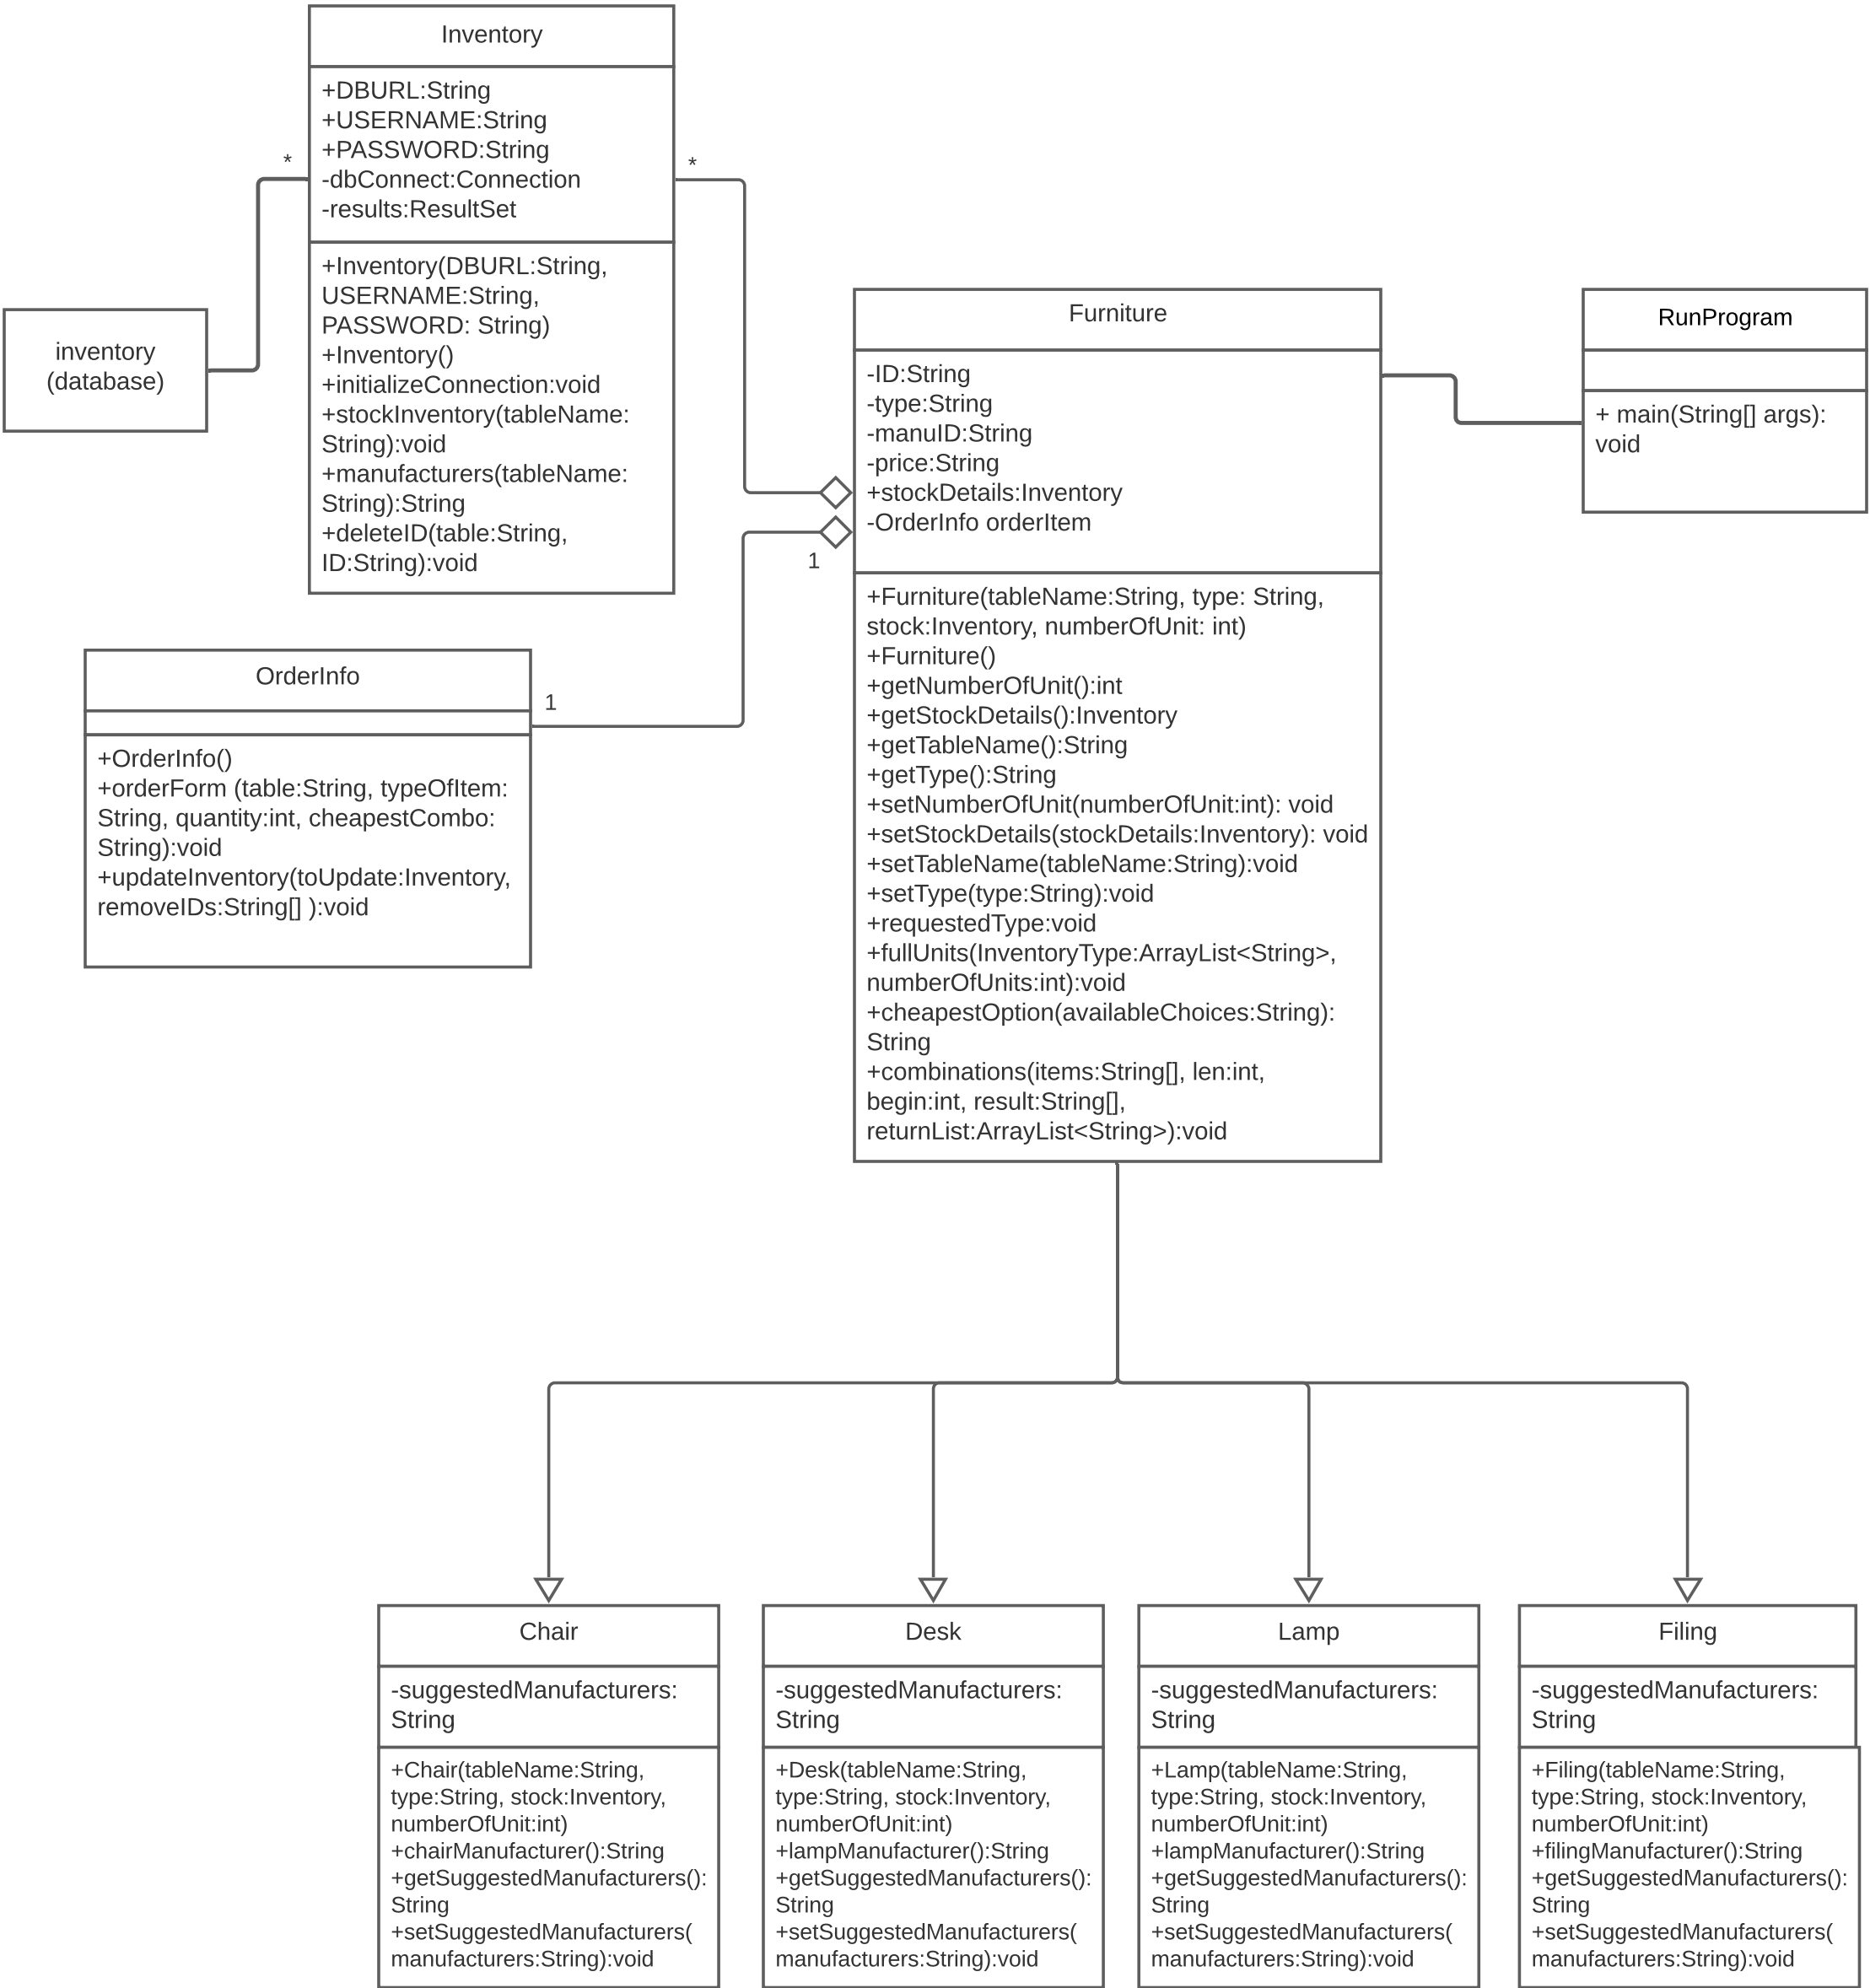 Inventory
+DBURL:String
+USERNAME:String
+PASSWORD:String
-dbConnect:Connection
-results:ResultSet
+Inventory(DBURL:String,
USERNAME:String,
PASSWORD: String)
+Inventory()
+initializeConnection:void
+stockInventory(tableName:
String):void
+manufacturers(tableName:
String):String
+deleteID(table:String,
ID:String):void
*
*
inventory
(database)
Furniture
-ID:String
-type:String
-manuID:String
-price:String
+stockDetails:Inventory
-OrderInfo orderItem
+Furniture(tableName:String, type: String,
stock:Inventory, numberOfUnit: int)
+Furniture()
+getNumberOfUnit():int
+getStockDetails():Inventory
+getTableName():String
+getType():String
+setNumberOfUnit(numberOfUnit:int): void
+setStockDetails(stockDetails:Inventory): void
+setTableName(tableName:String):void
+setType(type:String):void
+requestedType:void
+fullUnits(InventoryType:ArrayList<String>,
numberOfUnits:int):void
+cheapestOption(availableChoices:String):
String
+combinations(items:String[], len:int,
begin:int, result:String[],
returnList:ArrayList<String>):void
RunProgram
+ main(String[] args):
void
1
1
OrderInfo
+OrderInfo()
+orderForm (table:String, typeOfItem:
String, quantity:int, cheapestCombo:
String):void
+updateInventory(toUpdate:Inventory,
removeIDs:String[] ):void
Chair
-suggestedManufacturers:
String
+Chair(tableName:String,
type:String, stock:Inventory,
numberOfUnit:int)
+chairManufacturer():String
+getSuggestedManufacturers():
String
+setSuggestedManufacturers(
manufacturers:String):void
Desk
-suggestedManufacturers:
String
+Desk(tableName:String,
type:String, stock:Inventory,
numberOfUnit:int)
+lampManufacturer():String
+getSuggestedManufacturers():
String
+setSuggestedManufacturers(
manufacturers:String):void
Lamp
-suggestedManufacturers:
String
+Lamp(tableName:String,
type:String, stock:Inventory,
numberOfUnit:int)
+lampManufacturer():String
+getSuggestedManufacturers():
String
+setSuggestedManufacturers(
manufacturers:String):void
Filing
-suggestedManufacturers:
String
+Filing(tableName:String,
type:String, stock:Inventory,
numberOfUnit:int)
+filingManufacturer():String
+getSuggestedManufacturers():
String
+setSuggestedManufacturers(
manufacturers:String):void